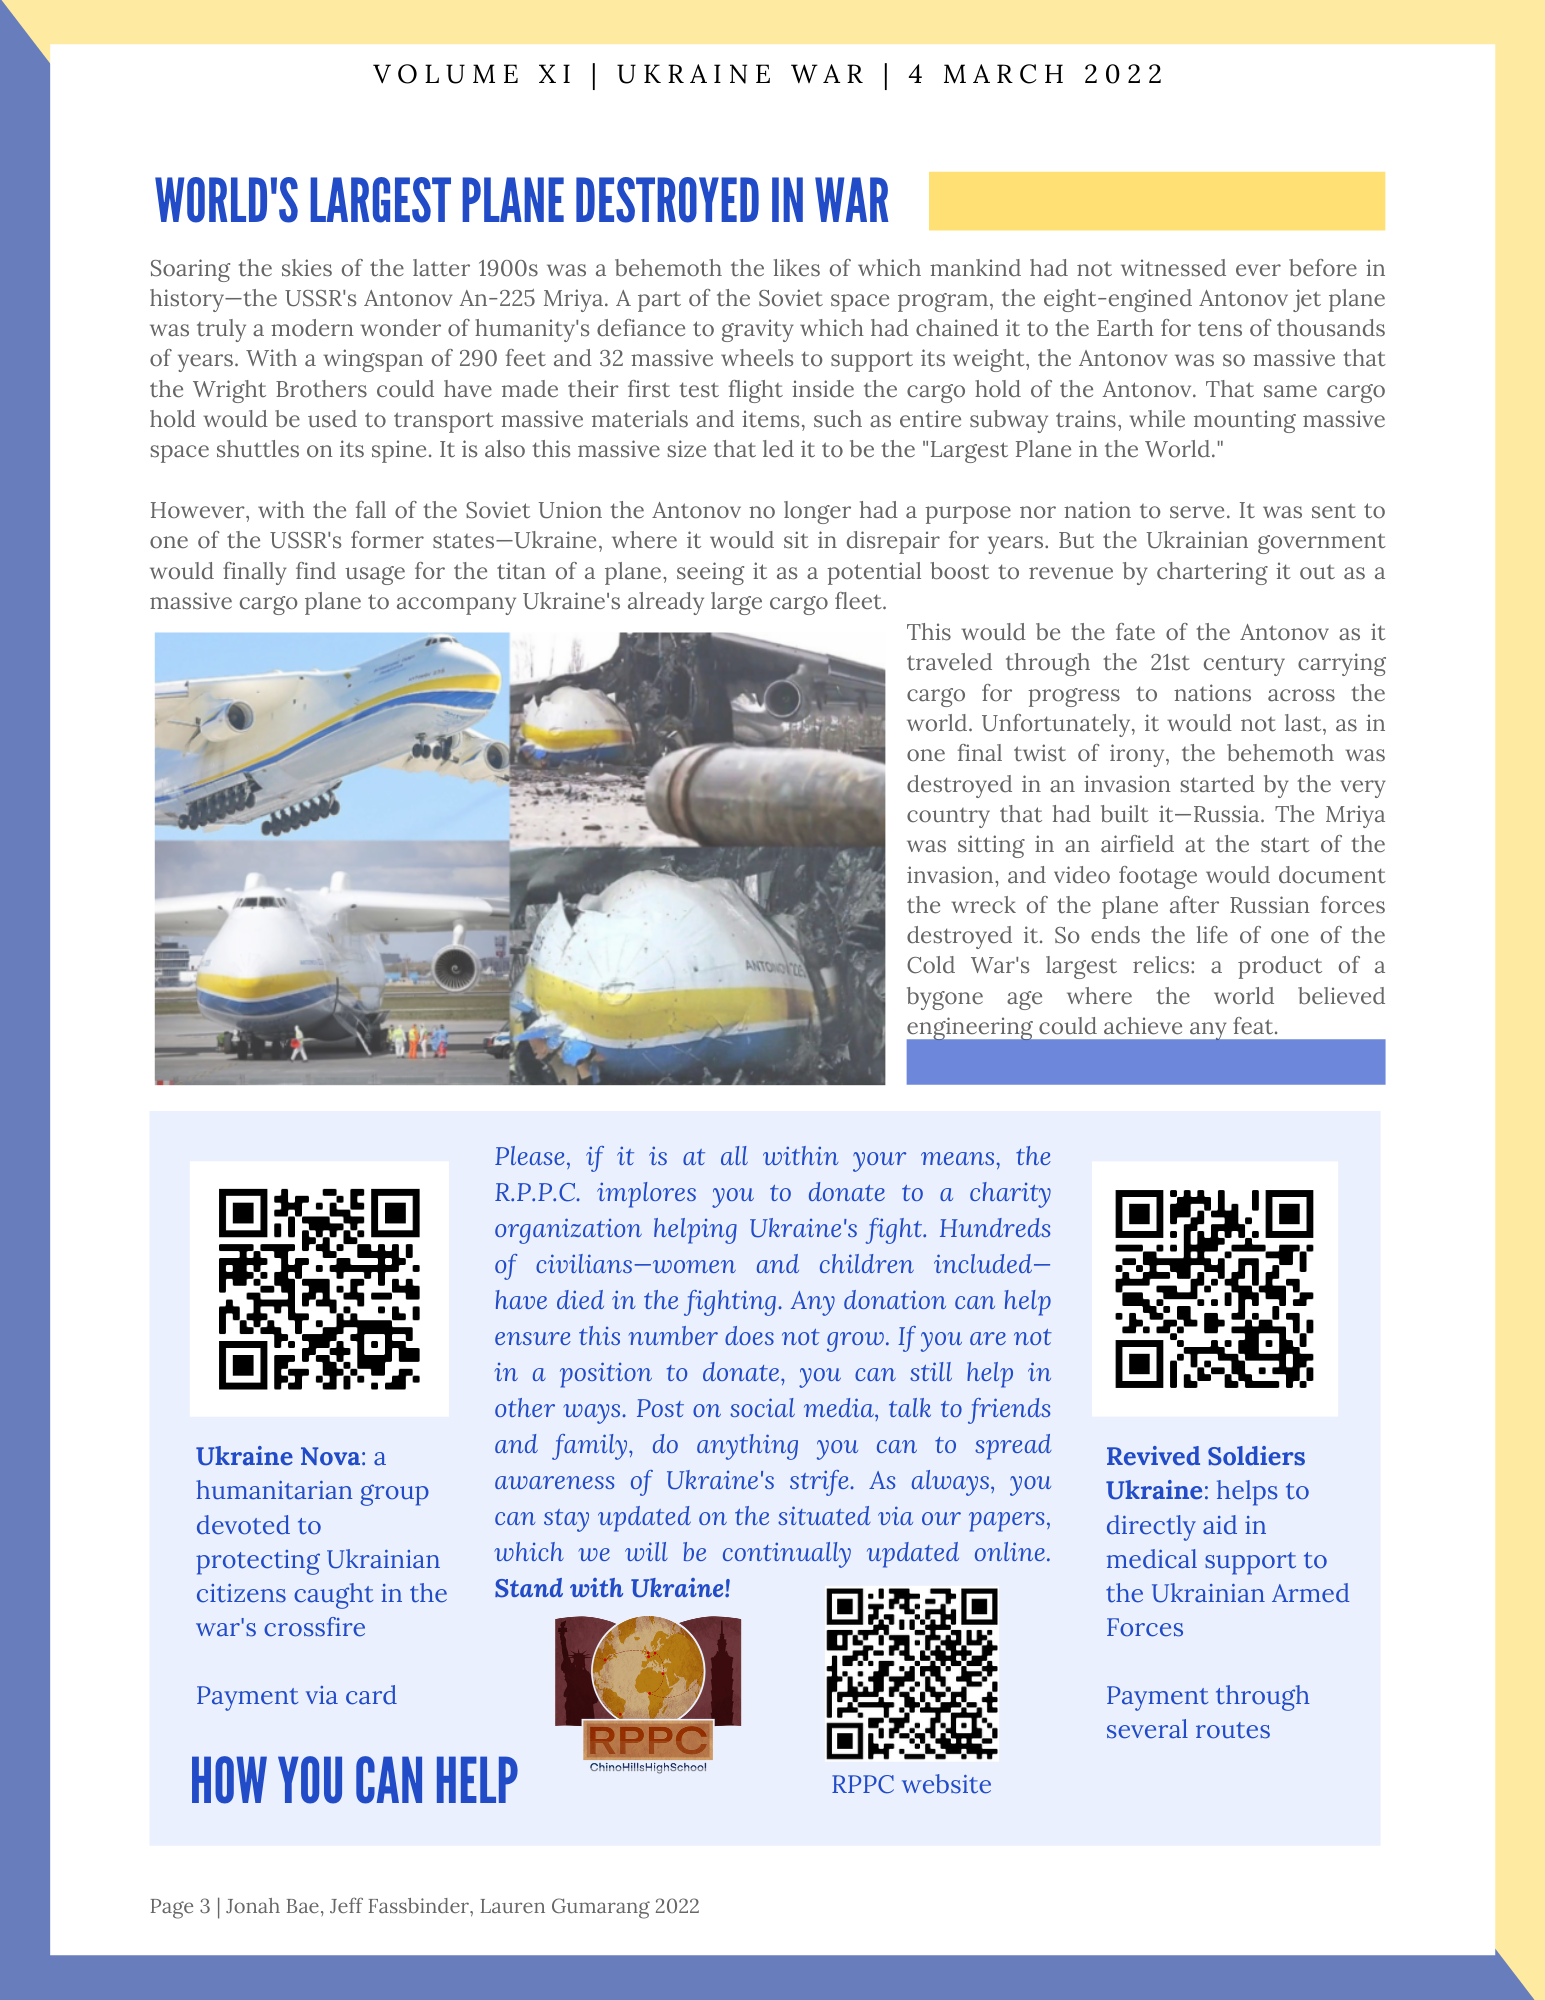 VOLUME XI | UKRAINE WAR | 4 MARCH 2022
WORLD'S LARGEST PLANE DESTROYED IN WAR
Soaring the skies of the latter 1900s was a behemoth the likes of which mankind had not witnessed ever before in
history—the USSR's Antonov An-225 Mriya. A part of the Soviet space program, the eight-engined Antonov jet plane
was truly a modern wonder of humanity's defiance to gravity which had chained it to the Earth for tens of thousands
of years. With a wingspan of 290 feet and 32 massive wheels to support its weight, the Antonov was so massive that
the Wright Brothers could have made their first test flight inside the cargo hold of the Antonov. That same cargo
hold would be used to transport massive materials and items, such as entire subway trains, while mounting massive
space shuttles on its spine. It is also this massive size that led it to be the "Largest Plane in the World."
However, with the fall of the Soviet Union the Antonov no longer had a purpose nor nation to serve. It was sent to
one of the USSR's former states—Ukraine, where it would sit in disrepair for years. But the Ukrainian government
would finally find usage for the titan of a plane, seeing it as a potential boost to revenue by chartering it out as a
massive cargo plane to accompany Ukraine's already large cargo fleet.
This would be the fate of the Antonov as it
traveled through the 21st century carrying
cargo for progress to nations across the
world. Unfortunately, it would not last, as in
one final twist of irony, the behemoth was
destroyed in an invasion started by the very
country that had built it—Russia. The Mriya
was sitting in an airfield at the start of the
invasion, and video footage would document
the wreck of the plane after Russian forces
destroyed it. So ends the life of one of the
Cold War's largest relics: a product of a
bygone age where the world believed
engineering could achieve any feat.
Please, if it is at all within your means, the
R.P.P.C. implores you to donate to a charity
organization helping Ukraine's fight. Hundreds
of civilians—women and children included—
have died in the fighting. Any donation can help
ensure this number does not grow. If you are not
in a position to donate, you can still help in
other ways. Post on social media, talk to friends
and family, do anything you can to spread
awareness of Ukraine's strife. As always, you
can stay updated on the situated via our papers,
which we will be continually updated online.
Stand with Ukraine!
Ukraine Nova: a
humanitarian group
devoted to
protecting Ukrainian
citizens caught in the
war's crossfire
Payment via card
Revived Soldiers
Ukraine: helps to
directly aid in
medical support to
the Ukrainian Armed
Forces
Payment through
several routes
RPPC
ChinoHillsHighSchool
RPPC website
HOW YOU CAN HELP
Page 3 | Jonah Bae, Jeff Fassbinder, Lauren Gumarang 2022